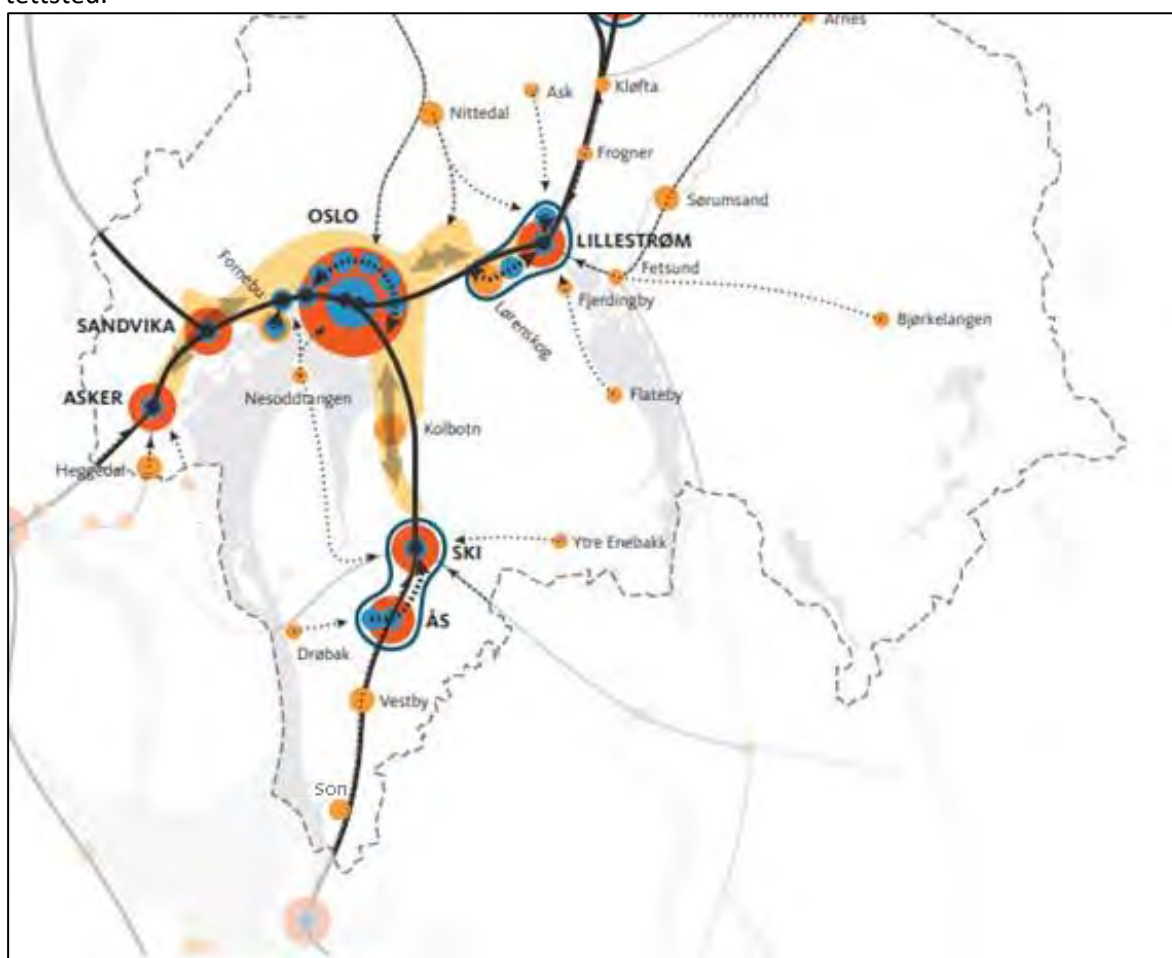 tettsted.
Årnes
Ask
Kløfta
Nittedal
Frogner
Sørumsand
OSLO
LILLESTRØM
Fornebu
Fetsund
Fjerdingby
SANDVIKA
Lørenskog
Bjørkelangen
ASKER
Nesoddtangen
Flateby
Kolbotn
Heggedal
Ytre Enebakk
SKI
ÅS
Drøbak
Vestby
Son